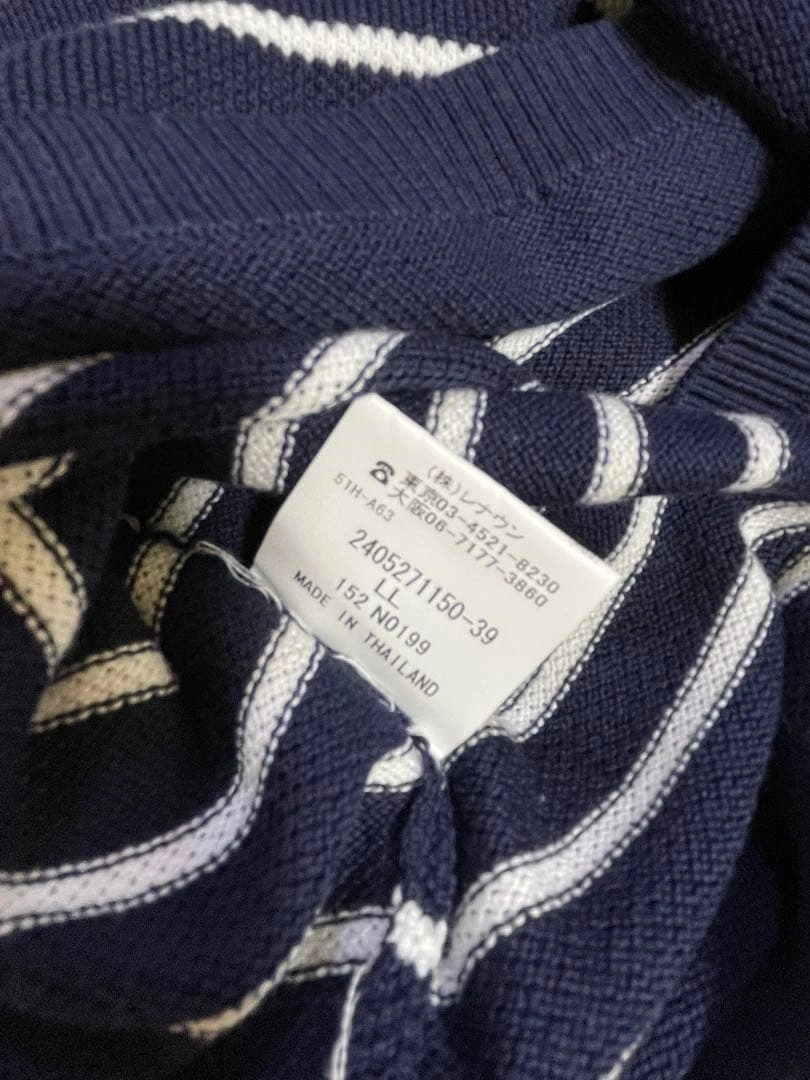 (株)レナウン
☎ 東京03-4521-8230
大阪06-7177-3860
51H-A63
2405271150-39
LL
152 N0199
MADE IN THAILAND